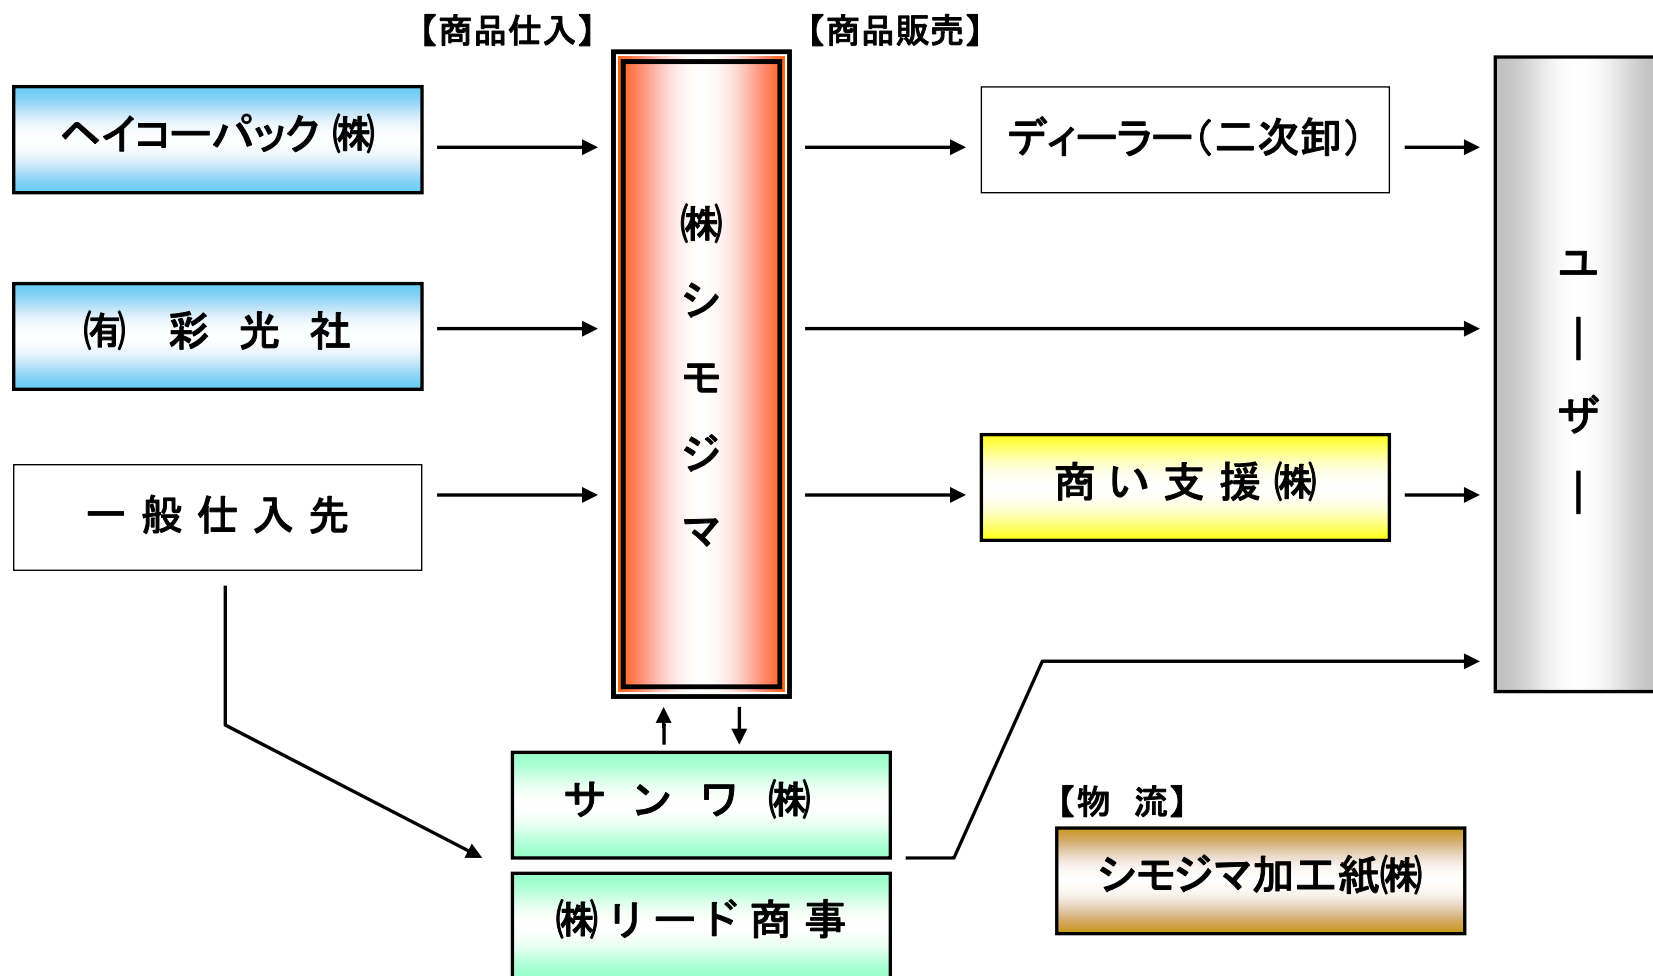 【商品仕入】
【商品販売】
ヘイコーパック㈱
㈲ 彩光社
一般仕入先
㈱シモジマ
ディーラー（二次卸）
商い支援㈱
ユーザー
サンワ㈱
㈱リード商事
【物 流】
シモジマ加工紙㈱